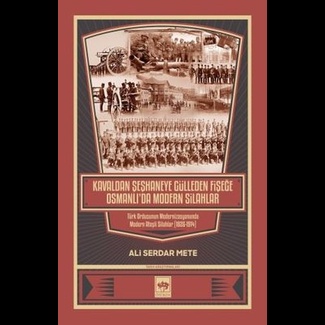 KAVALDAN ŞEŞHANEYE GÜLLEDEN FİŞEĞE
OSMANLI'DA MODERN SİLAHLAR
Türk Ordusunun Modernizasyonunda
Modern Ateşli Silahlar (1826-1914)
ALİ SERDAR METE